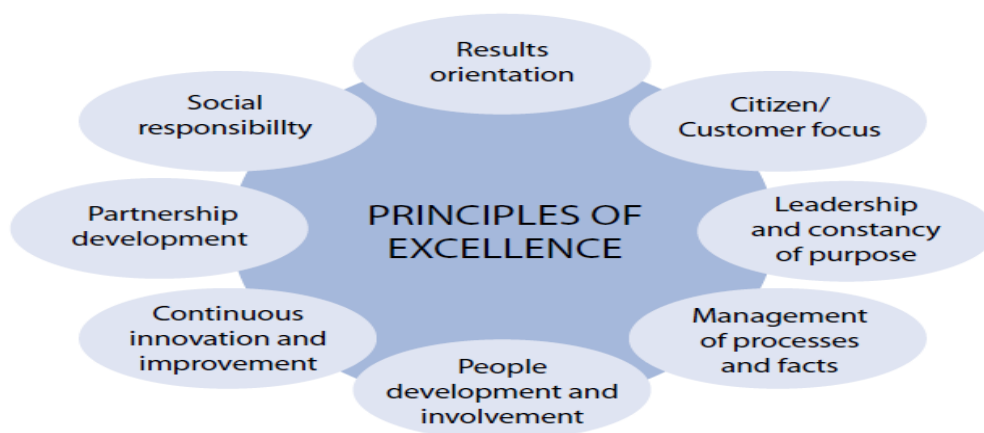 Results
orientation
Social
responsibillty
Citizen/
Customer focus
Partnership
development
PRINCIPLES OF
EXCELLENCE
Leadership
and constancy
of purpose
Continuous
innovation and
improvement
Management
of processes
and facts
People
development and
involvement